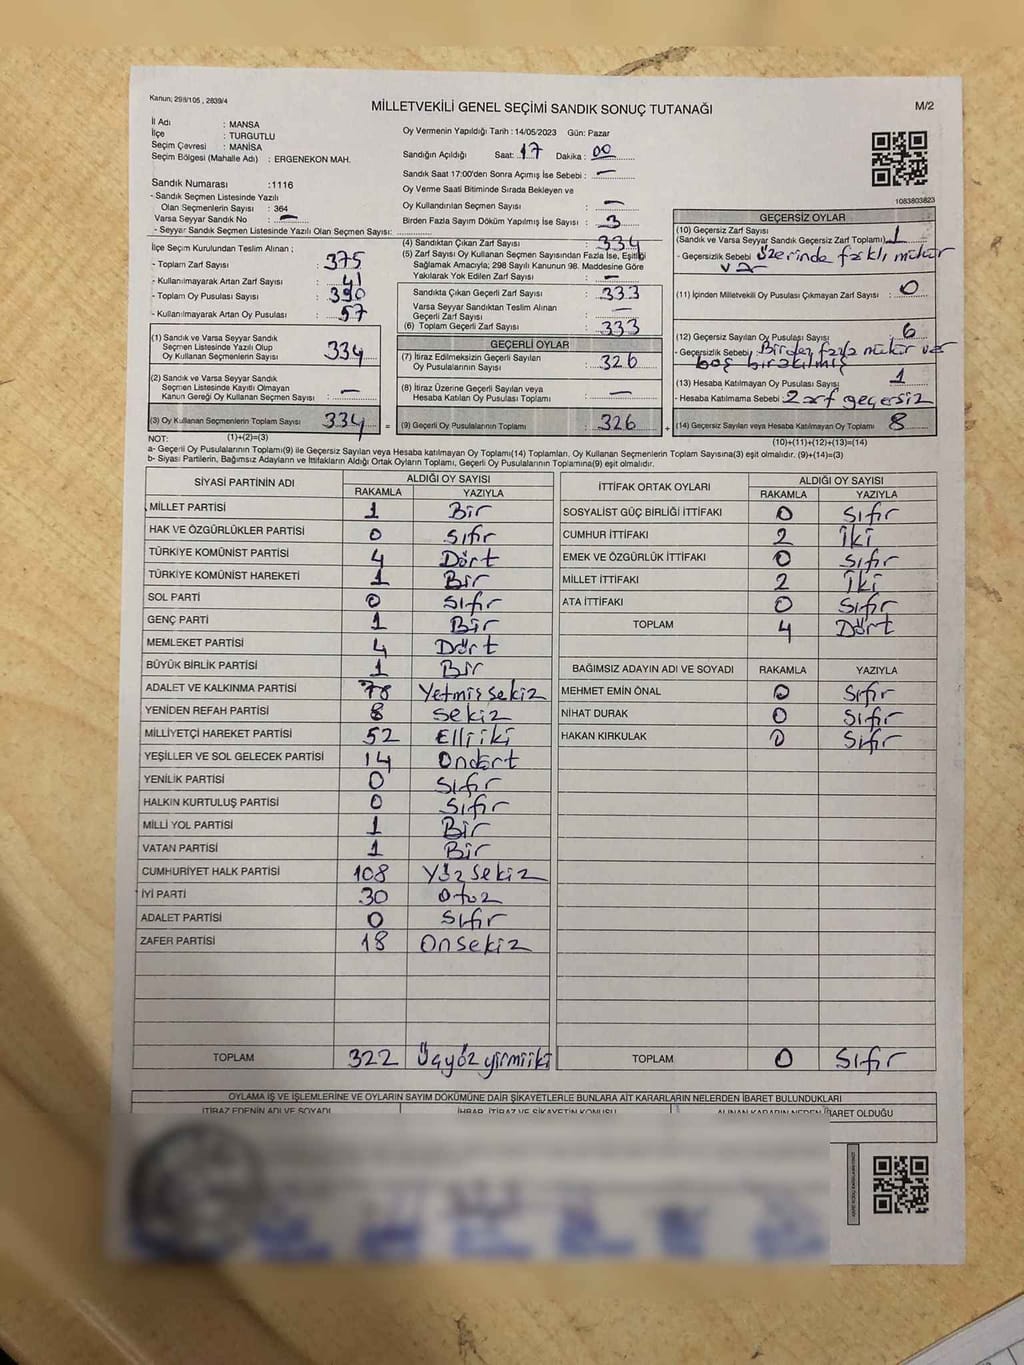 Kanun; 298/105 , 2839/4
MİLLETVEKİLİ GENEL SEÇİMİ SANDIK SONUÇ TUTANAĞI
M/2
İl Adı : MANSA
İlçe : TURGUTLU
Seçim Çevresi : MANİSA
Seçim Bölgesi (Mahalle Adı) : ERGENEKON MAH.
Sandık Numarası :1116
- Sandık Seçmen Listesinde Yazılı
Olan Seçmenlerin Sayısı : 364
Varsa Seyyar Sandık No : —
- Seyyar Sandık Seçmen Listesinde Yazılı Olan Seçmen Sayısı:
Oy Vermenin Yapıldığı Tarih : 14/05/2023 Gün: Pazar
Sandığın Açıldığı Saat: 17 Dakika : 00
Sandık Saat 17:00'den Sonra Açımış İse Sebebi : —
Oy Verme Saati Bitiminde Sırada Bekleyen ve
Oy Kullandırılan Seçmen Sayısı : —
Birden Fazla Sayım Döküm Yapılmış İse Sayısı : 3
1083803823
İlçe Seçim Kurulundan Teslim Alınan ;
- Toplam Zarf Sayısı : 375
- Kullanılmayarak Artan Zarf Sayısı : 41
- Toplam Oy Pusulası Sayısı : 390
- Kullanılmayarak Artan Oy Pusulası : 57
(1) Sandık ve Varsa Seyyar Sandık
Seçmen Listesinde Yazılı Olup
Oy Kullanan Seçmenlerin Sayısı : 334
(2) Sandık ve Varsa Seyyar Sandık
Seçmen Listesinde Kayıtlı Olmayan
Kanun Gereği Oy Kullanan Seçmen Sayısı : —
(3) Oy Kullanan Seçmenlerin Toplam Sayısı 334 =
(4) Sandıktan Çıkan Zarf Sayısı : 334
(5) Zarf Sayısı Oy Kullanan Seçmen Sayısından Fazla İse, Eşitliği
Sağlamak Amacıyla; 298 Sayılı Kanunun 98. Maddesine Göre
Yakılarak Yok Edilen Zarf Sayısı : —
Sandıkta Çıkan Geçerli Zarf Sayısı : 333
Varsa Seyyar Sandıktan Teslim Alınan
Geçerli Zarf Sayısı : —
(6) Toplam Geçerli Zarf Sayısı : 333
GEÇERLİ OYLAR
(7) İtiraz Edilmeksizin Geçerli Sayılan
Oy Pusulalarının Sayısı : 326
(8) İtiraz Üzerine Geçerli Sayılan veya
Hesaba Katılan Oy Pusulası Toplamı : —
(9) Geçerli Oy Pusulalarının Toplamı : 326 +
GEÇERSİZ OYLAR
(10) Geçersiz Zarf Sayısı
(Sandık ve Varsa Seyyar Sandık Geçersiz Zarf Toplamı) 1
- Geçersizlik Sebebi : Üzerinde farklı mühür
var
(11) İçinden Milletvekili Oy Pusulası Çıkmayan Zarf Sayısı : 0
(12) Geçersiz Sayılan Oy Pusulası Sayısı : 6
- Geçersizlik Sebebi : Birden fazla mühür ver
boş bırakılmış
(13) Hesaba Katılmayan Oy Pusulası Sayısı : 1
- Hesaba Katılmama Sebebi : Zarf geçersiz
(14) Geçersiz Sayılan veya Hesaba Katılmayan Oy Toplamı 8
NOT: (1)+(2)=(3)
(10)+(11)+(12)+(13)=(14)
a- Geçerli Oy Pusulalarının Toplamı(9) ile Geçersiz Sayılan veya Hesaba katılmayan Oy Toplamı(14) Toplamları, Oy Kullanan Seçmenlerin Toplam Sayısına(3) eşit olmalıdır. (9)+(14)=(3)
b- Siyasi Partilerin, Bağımsız Adayların ve İttifakların Aldığı Ortak Oyların Toplamı, Geçerli Oy Pusulalarının Toplamına(9) eşit olmalıdır.
SİYASİ PARTİNİN ADI ALDIĞI OY SAYISI
RAKAMLA YAZIYLA
MİLLET PARTİSİ 1 Bir
HAK VE ÖZGÜRLÜKLER PARTİSİ 0 Sıfır
TÜRKİYE KOMÜNİST PARTİSİ 4 Dört
TÜRKİYE KOMÜNİST HAREKETİ 1 Bir
SOL PARTİ 0 Sıfır
GENÇ PARTİ 1 Bir
MEMLEKET PARTİSİ 4 Dört
BÜYÜK BİRLİK PARTİSİ 1 Bir
ADALET VE KALKINMA PARTİSİ 78 Yetmiş sekiz
YENİDEN REFAH PARTİSİ 8 Sekiz
MİLLİYETÇİ HAREKET PARTİSİ 52 Elli iki
YEŞİLLER VE SOL GELECEK PARTİSİ 14 Ondört
YENİLİK PARTİSİ 0 Sıfır
HALKIN KURTULUŞ PARTİSİ 0 Sıfır
MİLLİ YOL PARTİSİ 1 Bir
VATAN PARTİSİ 1 Bir
CUMHURİYET HALK PARTİSİ 108 Yüz sekiz
İYİ PARTİ 30 Otuz
ADALET PARTİSİ 0 Sıfır
ZAFER PARTİSİ 18 Onsekiz
TOPLAM 322 Üçyüz yirmi iki
İTTİFAK ORTAK OYLARI ALDIĞI OY SAYISI
RAKAMLA YAZIYLA
SOSYALİST GÜÇ BİRLİĞİ İTTİFAKI 0 Sıfır
CUMHUR İTTİFAKI 2 İki
EMEK VE ÖZGÜRLÜK İTTİFAKI 0 Sıfır
MİLLET İTTİFAKI 2 İki
ATA İTTİFAKI 0 Sıfır
TOPLAM 4 Dört
BAĞIMSIZ ADAYIN ADI VE SOYADI RAKAMLA YAZIYLA
MEHMET EMİN ÖNAL 0 Sıfır
NİHAT DURAK 0 Sıfır
HAKAN KIRKULAK 0 Sıfır
TOPLAM 0 Sıfır
OYLAMA İŞ VE İŞLEMLERİNE VE OYLARIN SAYIM DÖKÜMÜNE DAİR ŞİKAYETLERLE BUNLARA AİT KARARLARIN NELERDEN İBARET BULUNDUKLARI
İTİRAZ EDENİN ADI VE SOYADI İHBAR, İTİRAZ VE ŞİKAYETİN KONUSU ALINAN KARARIN NEDEN İBARET OLDUĞU